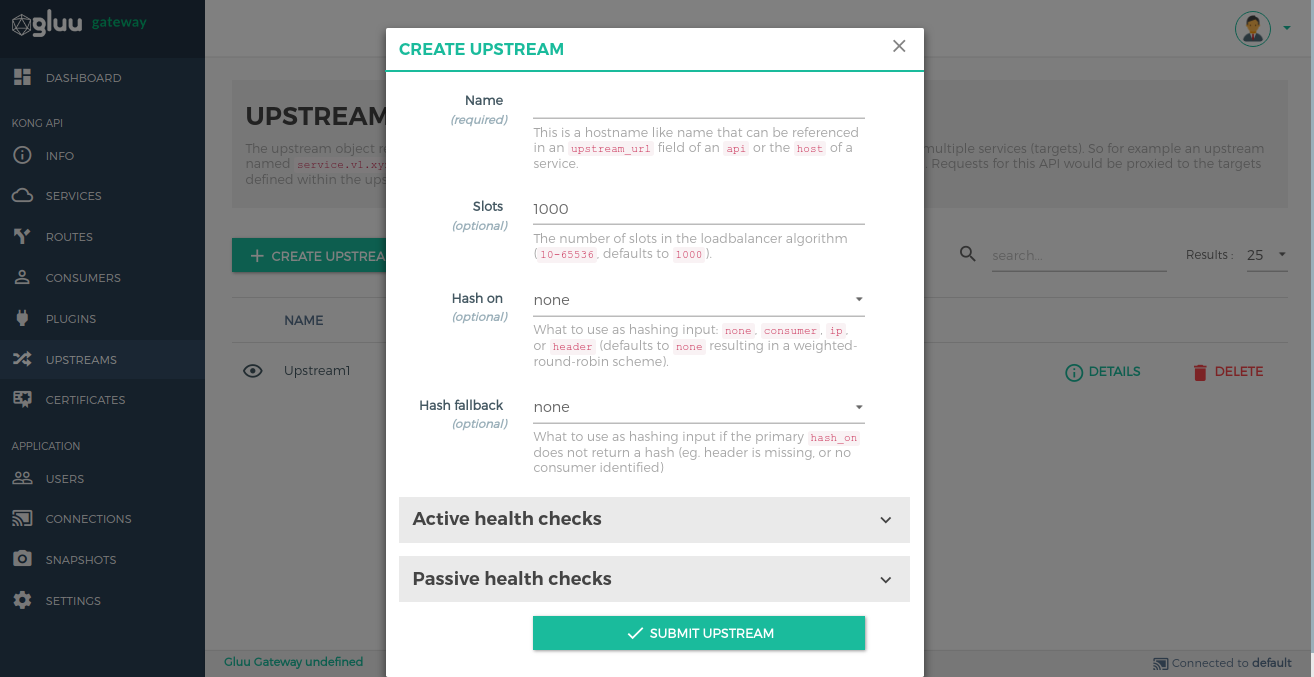 gluu gateway
DASHBOARD
KONG API
INFO
SERVICES
ROUTES
CONSUMERS
PLUGINS
UPSTREAMS
CERTIFICATES
APPLICATION
USERS
CONNECTIONS
SNAPSHOTS
SETTINGS
UPSTREAM
The upstream object re
multiple services (targets). So for example an upstream
named service.v1.xy
. Requests for this API would be proxied to the targets
defined within the ups
CREATE UPSTREA
search...
Results :
25
NAME
Upstream1
DETAILS
DELETE
CREATE UPSTREAM
Name
(required)
This is a hostname like name that can be referenced
in an upstream_url field of an api or the host of a
service.
Slots
(optional)
1000
The number of slots in the loadbalancer algorithm
(10-65536, defaults to 1000).
Hash on
(optional)
none
What to use as hashing input: none, consumer, ip,
or header (defaults to none resulting in a weighted-
round-robin scheme).
Hash fallback
(optional)
none
What to use as hashing input if the primary hash_on
does not return a hash (eg. header is missing, or no
consumer identified)
Active health checks
Passive health checks
SUBMIT UPSTREAM
Gluu Gateway undefined
Connected to default